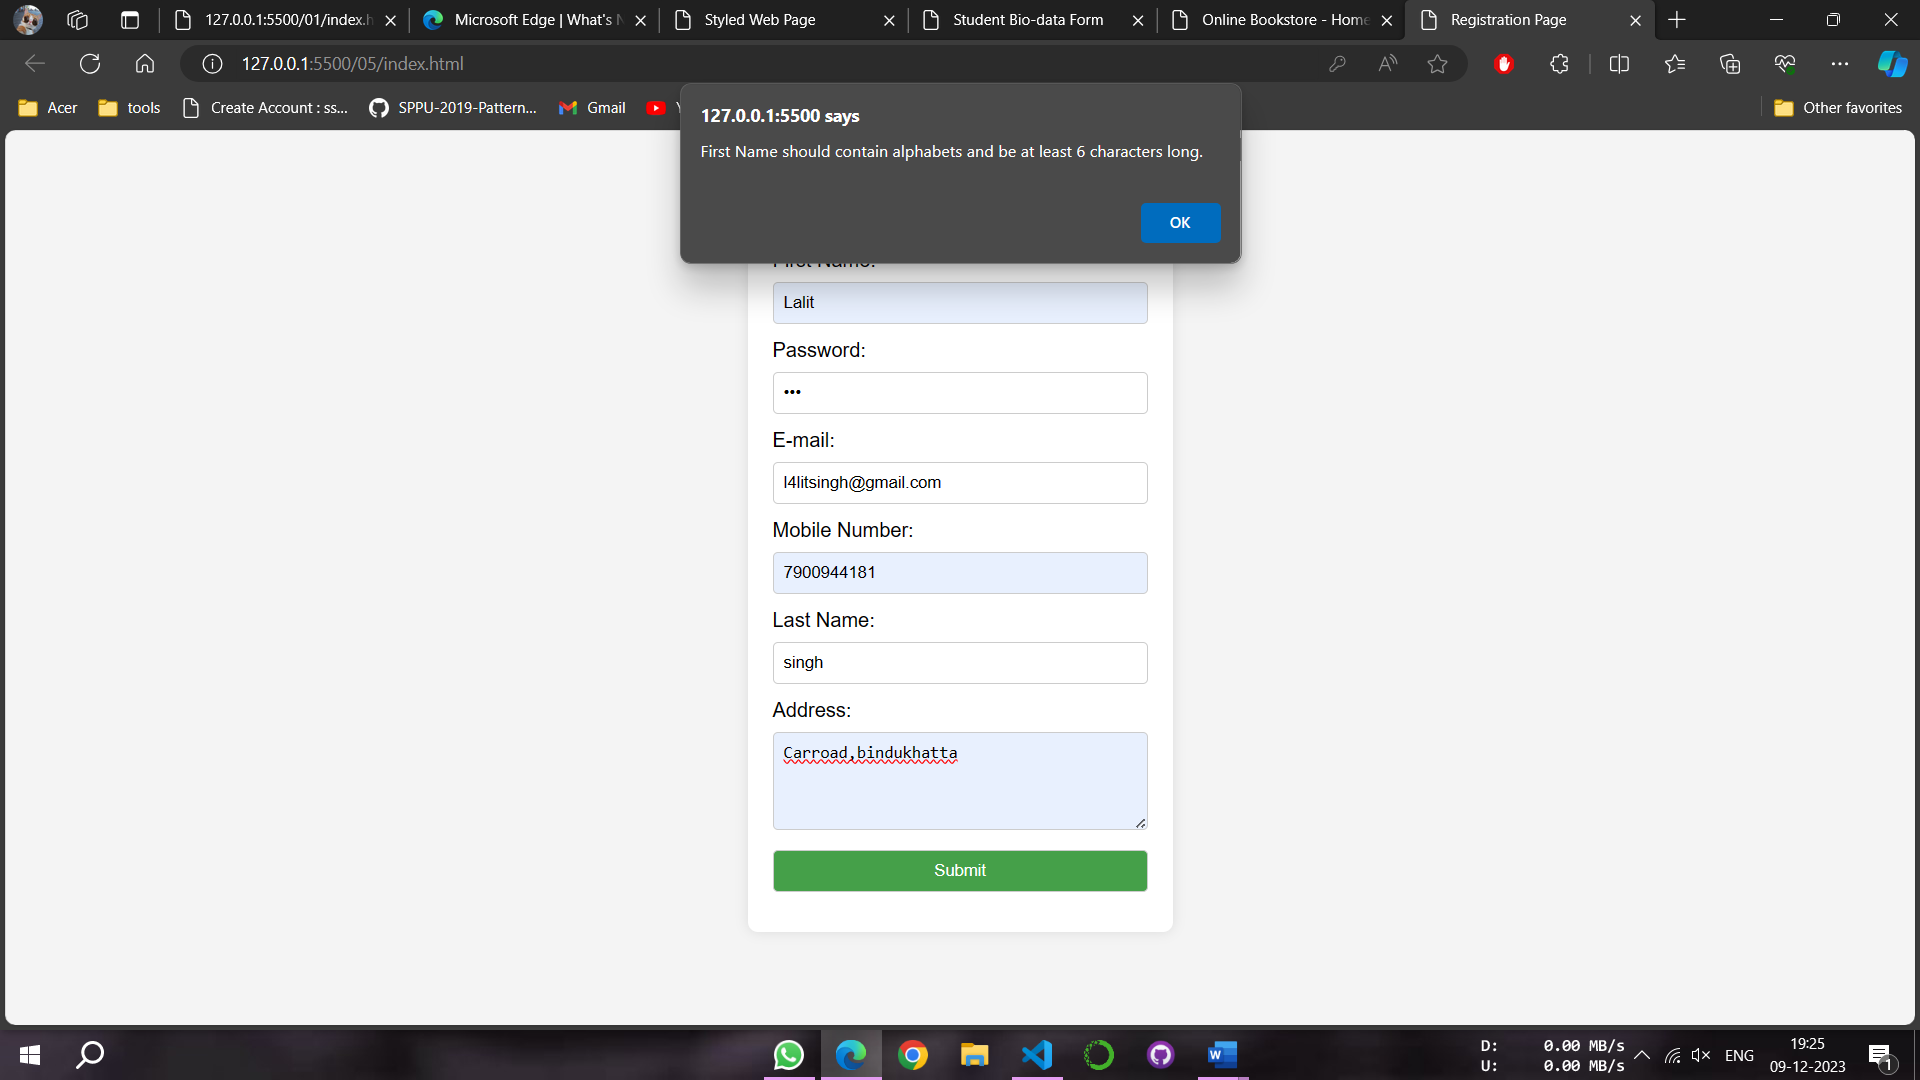 127.0.0.1:5500/01/index.h
Microsoft Edge | What's N
Styled Web Page
Student Bio-data Form
Online Bookstore - Home
Registration Page
127.0.0.1:5500/05/index.html
Acer
tools
Create Account : ss...
SPPU-2019-Pattern...
Gmail
Y
Other favorites
127.0.0.1:5500 says
First Name should contain alphabets and be at least 6 characters long.
OK
First Name:
Lalit
Password:
•••
E-mail:
l4litsingh@gmail.com
Mobile Number:
7900944181
Last Name:
singh
Address:
Carroad,bindukhatta
Submit
D: 0.00 MB/s
U: 0.00 MB/s
ENG
19:25
09-12-2023
1